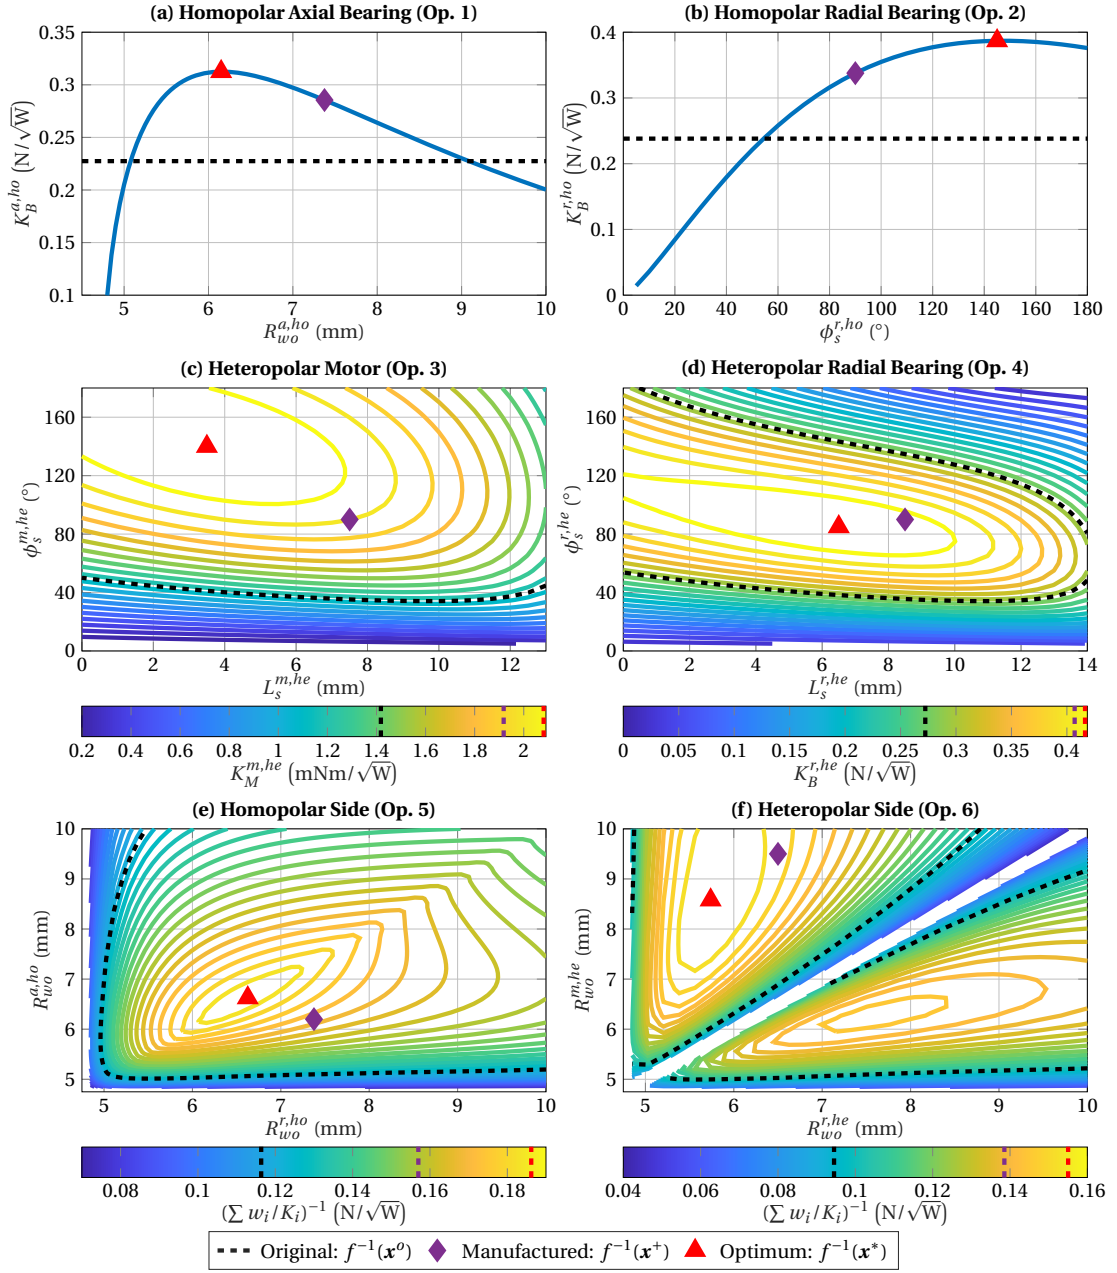 (a) Homopolar Axial Bearing (Op. 1)
K_B^{a,ho} (N/√W)
0.35
0.3
0.25
0.2
0.15
0.1
5 6 7 8 9 10
R_{wo}^{a,ho} (mm)
(b) Homopolar Radial Bearing (Op. 2)
K_B^{r,ho} (N/√W)
0.4
0.3
0.2
0.1
0
0 20 40 60 80 100 120 140 160 180
ϕ_s^{r,ho} (°)
(c) Heteropolar Motor (Op. 3)
ϕ_s^{m,he} (°)
160
120
80
40
0
0 2 4 6 8 10 12
L_s^{m,he} (mm)
0.2 0.4 0.6 0.8 1 1.2 1.4 1.6 1.8 2
K_M^{m,he} (mNm/√W)
(d) Heteropolar Radial Bearing (Op. 4)
ϕ_s^{r,he} (°)
160
120
80
40
0
0 2 4 6 8 10 12 14
L_s^{r,he} (mm)
0 0.05 0.1 0.15 0.2 0.25 0.3 0.35 0.4
K_B^{r,he} (N/√W)
(e) Homopolar Side (Op. 5)
R_{wo}^{a,ho} (mm)
10
9
8
7
6
5
5 6 7 8 9 10
R_{wo}^{r,ho} (mm)
0.08 0.1 0.12 0.14 0.16 0.18
(∑ w_i/K_i)^{-1} (N/√W)
(f) Heteropolar Side (Op. 6)
R_{wo}^{m,he} (mm)
10
9
8
7
6
5
5 6 7 8 9 10
R_{wo}^{r,he} (mm)
0.04 0.06 0.08 0.1 0.12 0.14 0.16
(∑ w_i/K_i)^{-1} (N/√W)
Original: f^{-1}(x^o) Manufactured: f^{-1}(x^+) Optimum: f^{-1}(x^*)